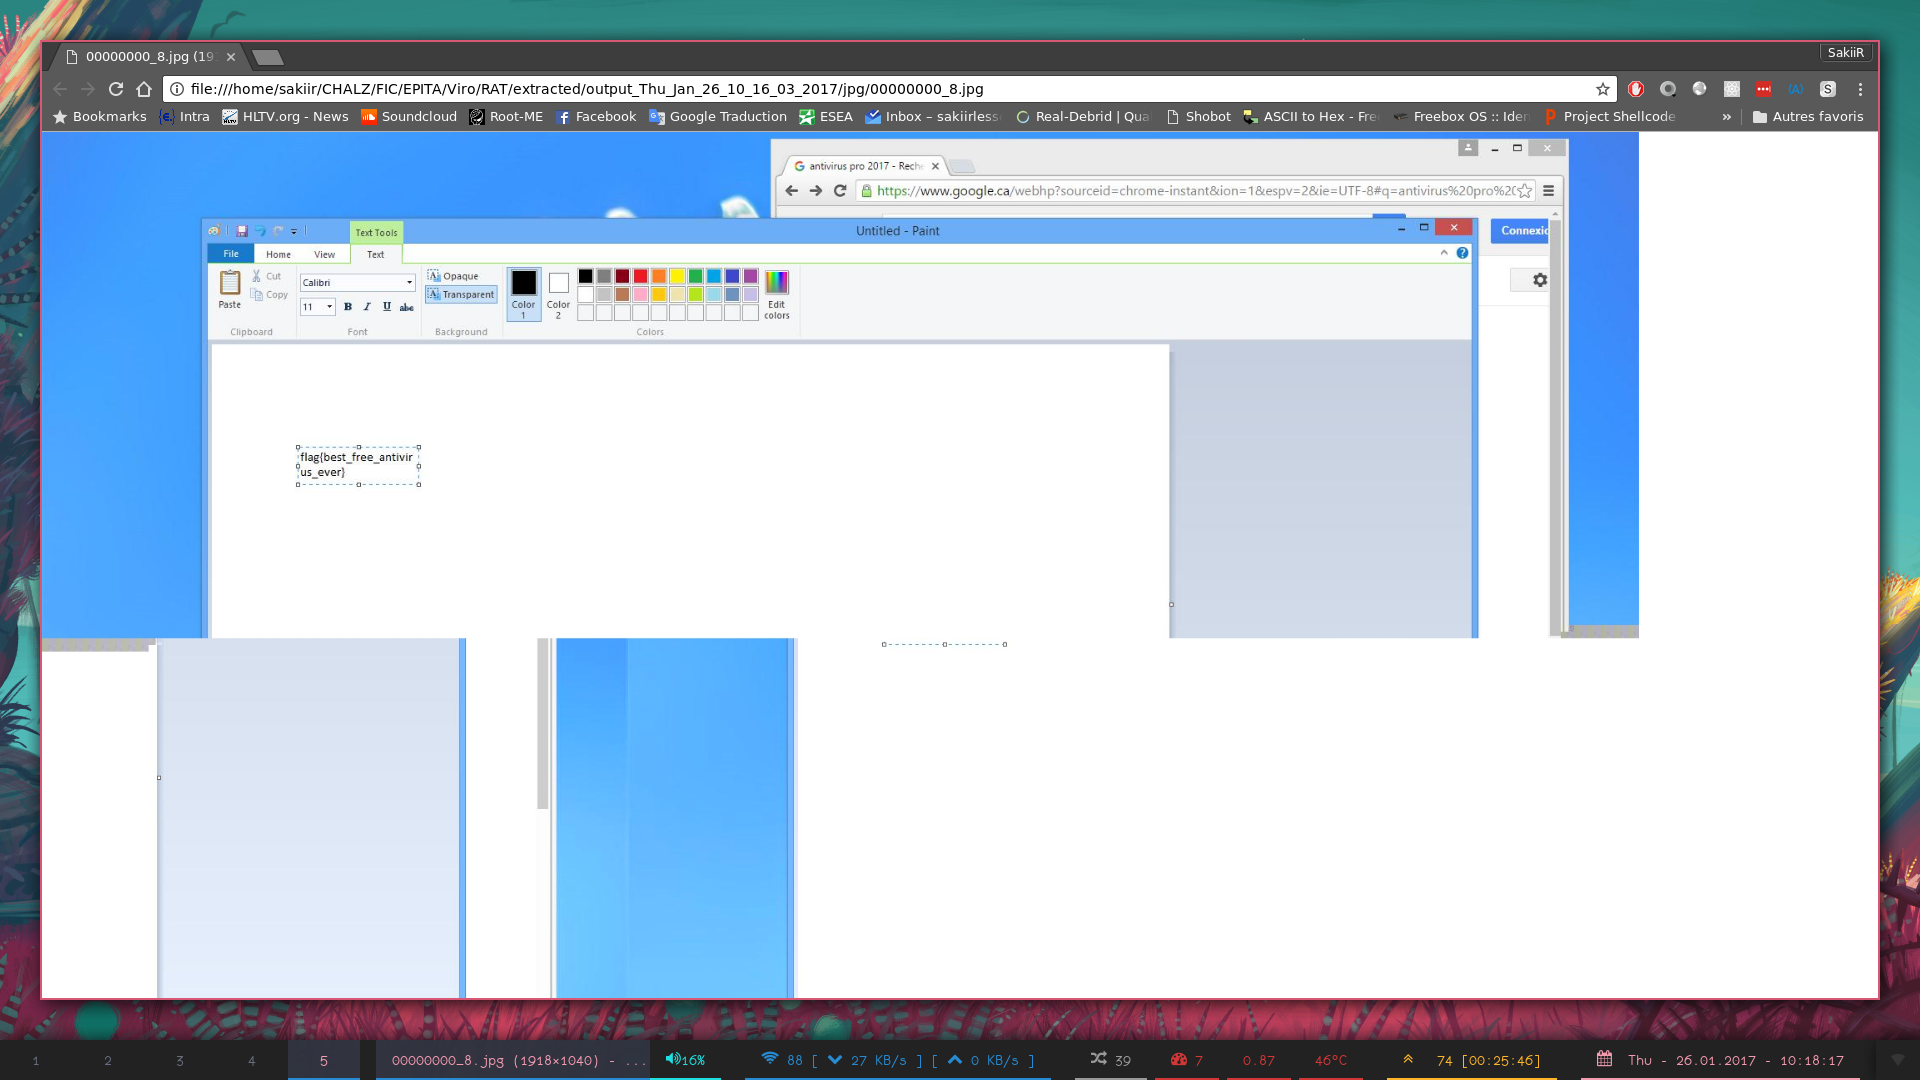 00000000_8.jpg (19
SakiiR
file:///home/sakiir/CHALZ/FIC/EPITA/Viro/RAT/extracted/output_Thu_Jan_26_10_16_03_2017/jpg/00000000_8.jpg
Bookmarks Intra HLTV.org - News Soundcloud Root-ME Facebook Google Traduction ESEA Inbox – sakiirless Real-Debrid | Qua Shobot ASCII to Hex - Fre Freebox OS :: Iden Project Shellcode » Autres favoris
antivirus pro 2017 - Reche
https://www.google.ca/webhp?sourceid=chrome-instant&ion=1&espv=2&ie=UTF-8#q=antivirus%20pro%20
Text Tools Untitled - Paint Connexio
File Home View Text
Paste Cut Copy Calibri 11 B I U abc Opaque Transparent Color 1 Color 2 Edit colors
Clipboard Font Background Colors
flag{best_free_antivir
us_ever}
1 2 3 4 5 00000000_8.jpg (1918×1040) - ... 16% 88 [ 27 KB/s ] [ 0 KB/s ] 39 7 0.87 46°C 74 [00:25:46] Thu - 26.01.2017 - 10:18:17